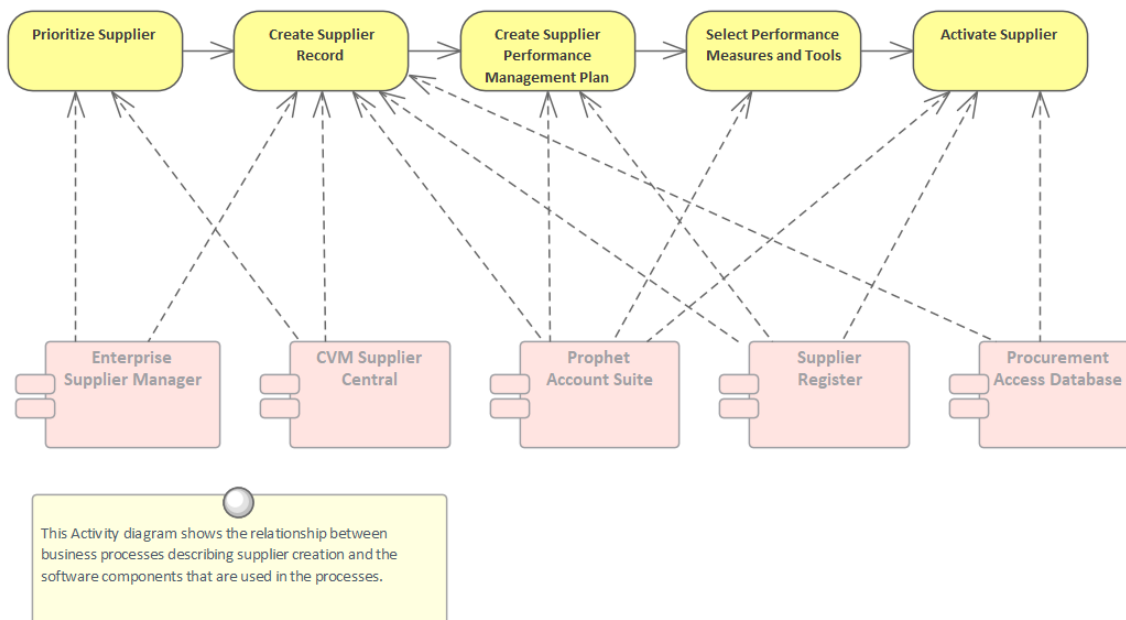 Prioritize Supplier
Create Supplier
Record
Create Supplier
Performance
Management Plan
Select Performance
Measures and Tools
Activate Supplier
Enterprise
Supplier Manager
CVM Supplier
Central
Prophet
Account Suite
Supplier
Register
Procurement
Access Database
This Activity diagram shows the relationship between
business processes describing supplier creation and the
software components that are used in the processes.